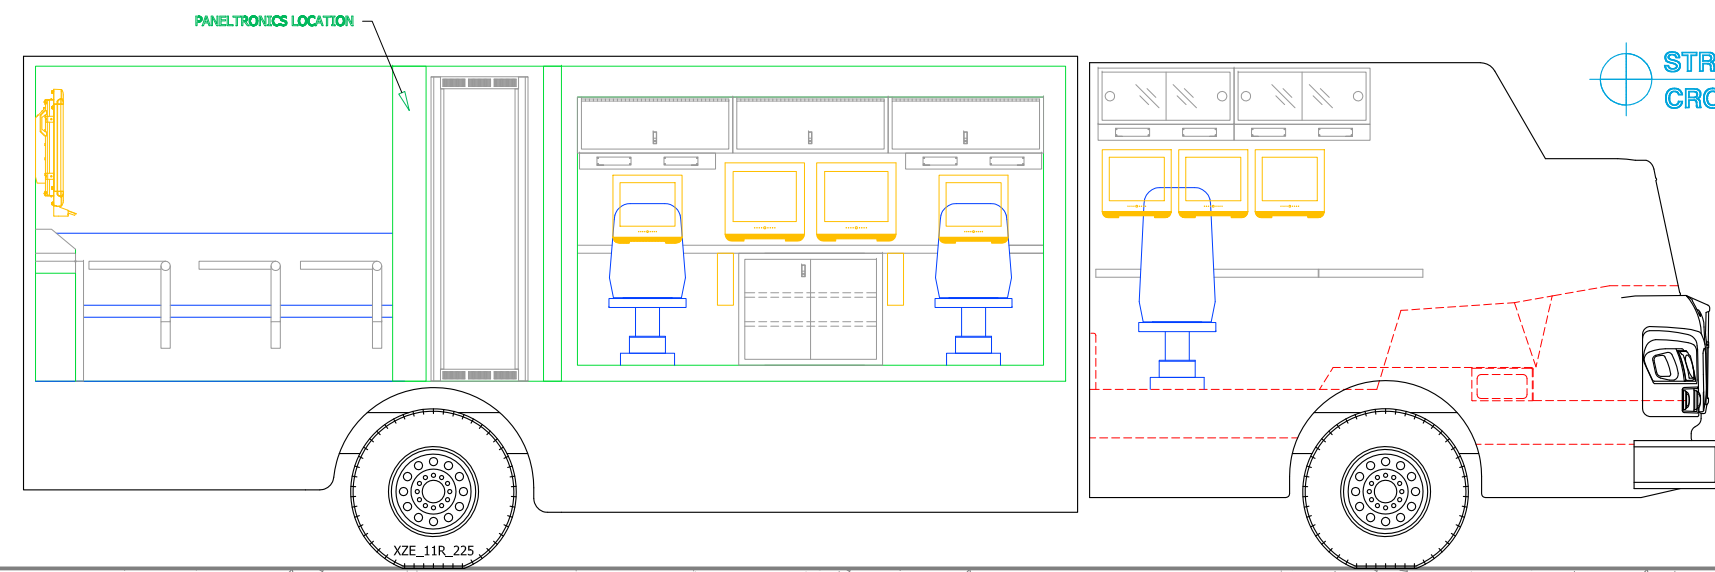 PANELTRONICS LOCATION
STR
CRO
XZE_11R_225